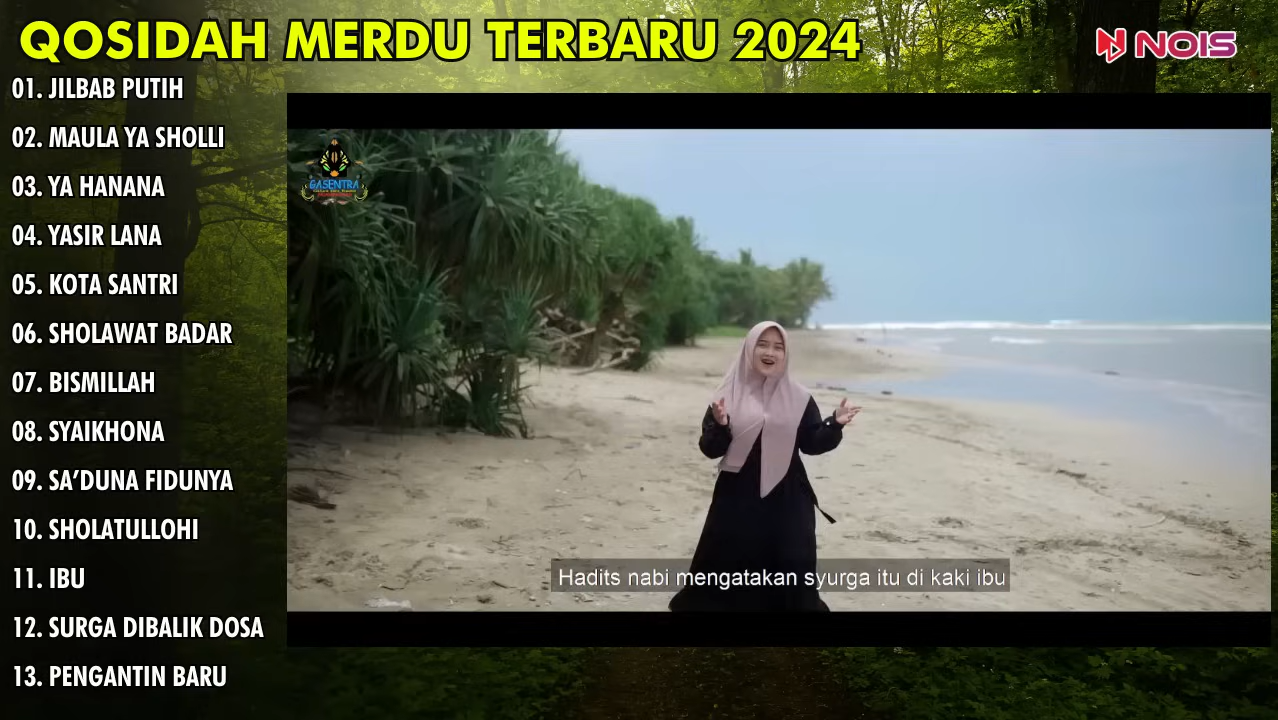 QOSIDAH MERDU TERBARU 2024
NOIS
01. JILBAB PUTIH
02. MAULA YA SHOLLI
03. YA HANANA
04. YASIR LANA
05. KOTA SANTRI
06. SHOLAWAT BADAR
07. BISMILLAH
08. SYAIKHONA
09. SA’DUNA FIDUNYA
10. SHOLATULLOHI
11. IBU
12. SURGA DIBALIK DOSA
13. PENGANTIN BARU
GASENTRA
Hadits nabi mengatakan syurga itu di kaki ibu